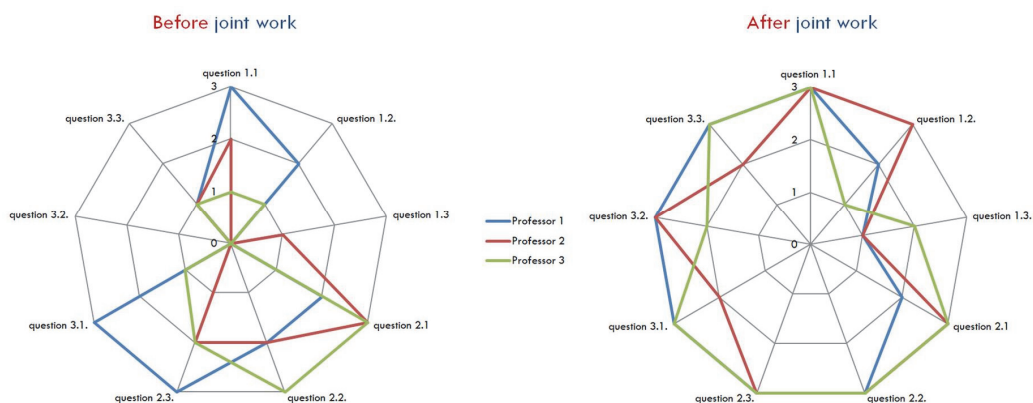 Before joint work
question 1.1
3
question 3.3.
question 1.2.
2
1
question 3.2.
question 1.3
0
question 3.1.
question 2.1
question 2.3.
question 2.2.
Professor 1
Professor 2
Professor 3
After joint work
question 1.1
3
question 3.3.
question 1.2.
2
1
question 3.2.
question 1.3.
0
question 3.1.
question 2.1
question 2.3.
question 2.2.